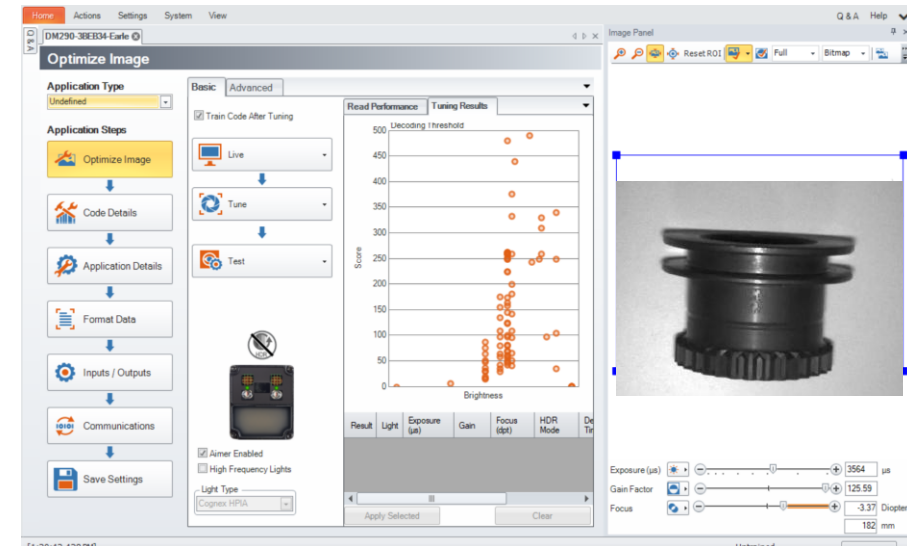 Home Actions Settings System View Q & A Help
Q & A
DM290-3BEB34-Earle
Image Panel
Optimize Image
Reset ROI Full Bitmap
Application Type
Undefined
Application Steps
Optimize Image
Code Details
Application Details
Format Data
Inputs / Outputs
Communications
Save Settings
Basic Advanced
Train Code After Tuning
Live
Tune
Test
HDR
Aimer Enabled
High Frequency Lights
Light Type
Cognex HPIA
Read Performance Tuning Results
Decoding Threshold
500
450
400
350
300
250
200
150
100
50
0
Score
Brightness
Result Light Exposure (µs) Gain Focus (dpt) HDR Mode
Apply Selected Clear
Exposure (µs) 3564 µs
Gain Factor 125.59
Focus -3.37 Diopter
182 mm